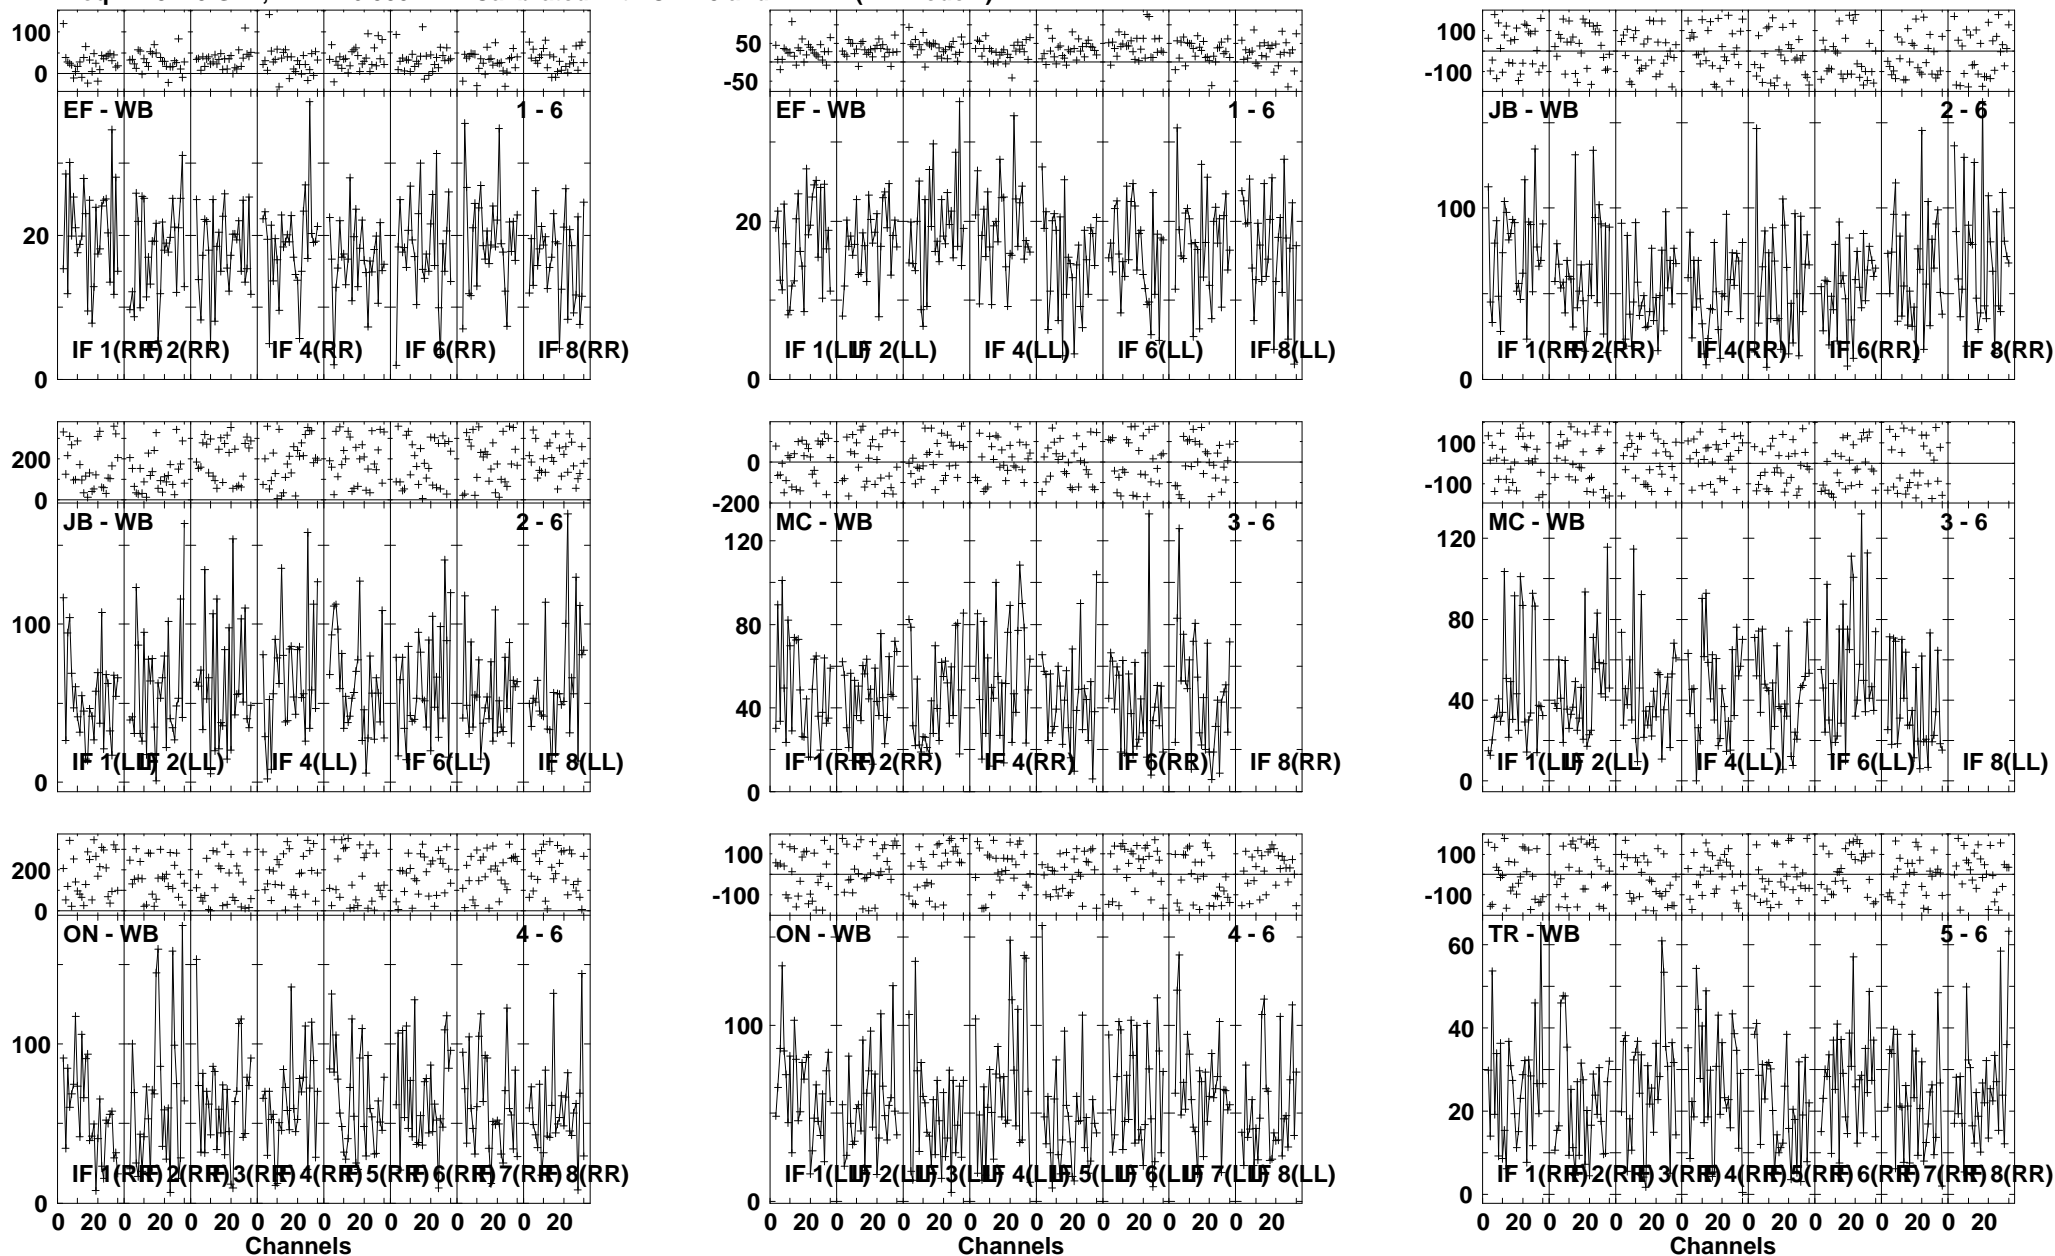 100
0
EF - WB 1 - 6
20
0
IF 1(RR) IF 2(RR) IF 4(RR) IF 6(RR) IF 8(RR)
50
-50
EF - WB 1 - 6
20
0
IF 1(LL) IF 2(LL) IF 4(LL) IF 6(LL) IF 8(LL)
100
-100
JB - WB 2 - 6
100
0
IF 1(RR) IF 2(RR) IF 4(RR) IF 6(RR) IF 8(RR)
200
0
JB - WB 2 - 6
100
0
IF 1(LL) IF 2(LL) IF 4(LL) IF 6(LL) IF 8(LL)
0
-200
MC - WB 3 - 6
120
80
40
0
IF 1(RR) IF 2(RR) IF 4(RR) IF 6(RR) IF 8(RR)
100
-100
MC - WB 3 - 6
120
80
40
0
IF 1(LL) IF 2(LL) IF 4(LL) IF 6(LL) IF 8(LL)
200
0
ON - WB 4 - 6
100
0
IF 1(RR) IF 2(RR) IF 3(RR) IF 4(RR) IF 5(RR) IF 6(RR) IF 7(RR) IF 8(RR)
0 20 0 20 0 20 0 20 0 20 0 20 0 20 0 20
Channels
100
-100
ON - WB 4 - 6
100
0
IF 1(LL) IF 2(LL) IF 3(LL) IF 4(LL) IF 5(LL) IF 6(LL) IF 7(LL) IF 8(LL)
0 20 0 20 0 20 0 20 0 20 0 20 0 20 0 20
Channels
100
-100
TR - WB 5 - 6
60
40
20
0
IF 1(RR) IF 2(RR) IF 3(RR) IF 4(RR) IF 5(RR) IF 6(RR) IF 7(RR) IF 8(RR)
0 20 0 20 0 20 0 20 0 20 0 20 0 20 0 20
Channels